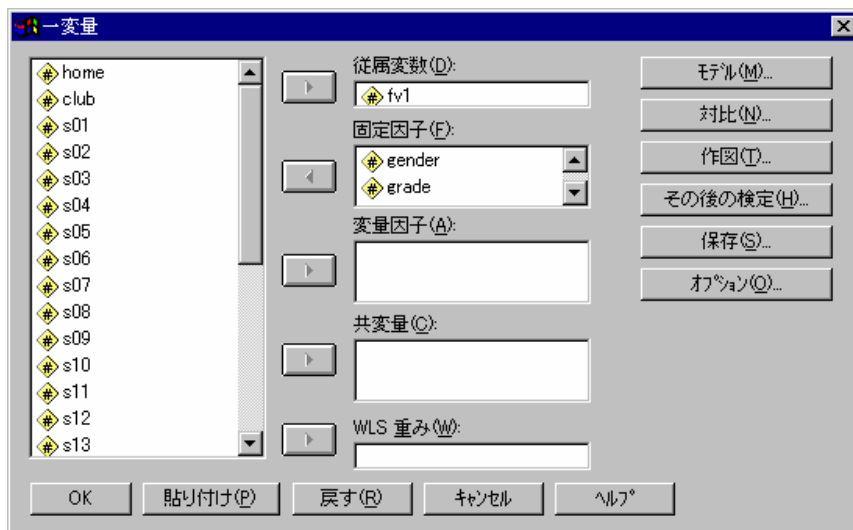 一変量
home
club
s01
s02
s03
s04
s05
s06
s07
s08
s09
s10
s11
s12
s13
従属変数(D):
fv1
固定因子(F):
gender
grade
変量因子(A):
共変量(C):
WLS 重み(W):
モデル(M)...
対比(N)...
作図(T)...
その後の検定(H)...
保存(S)...
オプション(O)...
OK
貼り付け(P)
戻す(R)
キャンセル
ヘルプ